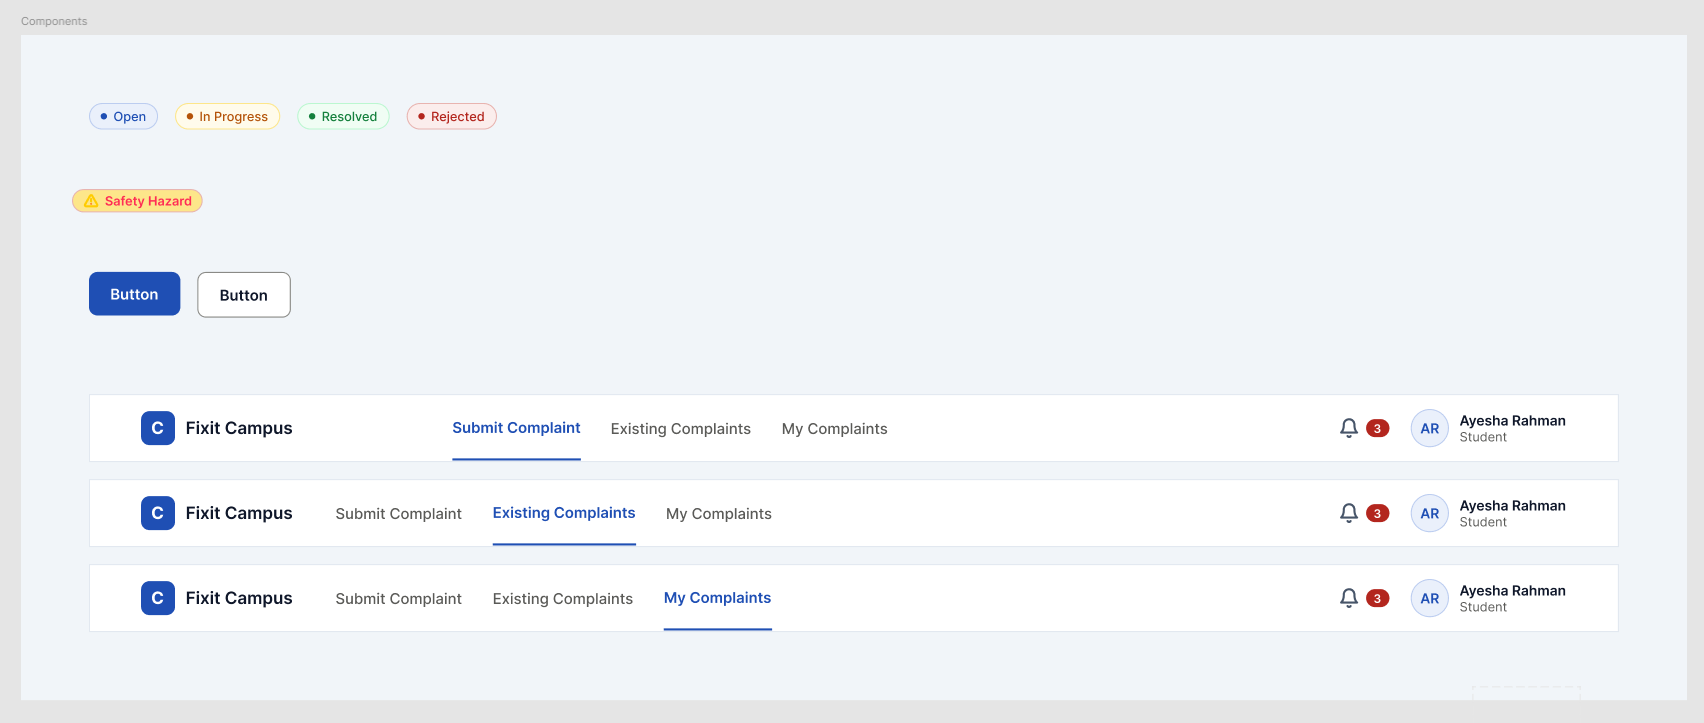 Components
Open In Progress Resolved Rejected
Safety Hazard
Button Button
C Fixit Campus Submit Complaint Existing Complaints My Complaints 3 AR Ayesha Rahman
Student
C Fixit Campus Submit Complaint Existing Complaints My Complaints 3 AR Ayesha Rahman
Student
C Fixit Campus Submit Complaint Existing Complaints My Complaints 3 AR Ayesha Rahman
Student